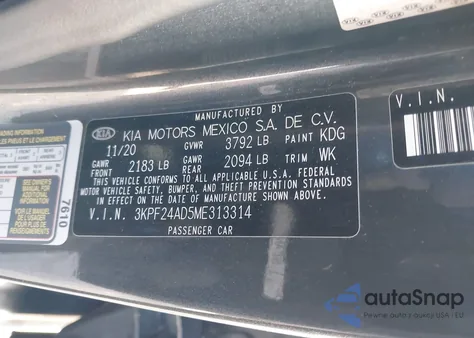 MANUFACTURED BY
KIA KIA MOTORS MEXICO S.A. DE C.V.
11/20 GVWR 3792 LB PAINT KDG
GAWR 2183 LB GAWR 2094 LB TRIM WK
THIS VEHICLE CONFORMS TO ALL APPLICABLE U.S.A. FEDERAL
MOTOR VEHICLE SAFETY, BUMPER, AND THEFT PREVENTION STANDARDS
IN EFFECT ON THE DATE OF MANUFACTURE SHOWN ABOVE.
V.I.N. 3KPF24AD5ME313314
PASSENGER CAR
7610
V.I.N.
autoSnap